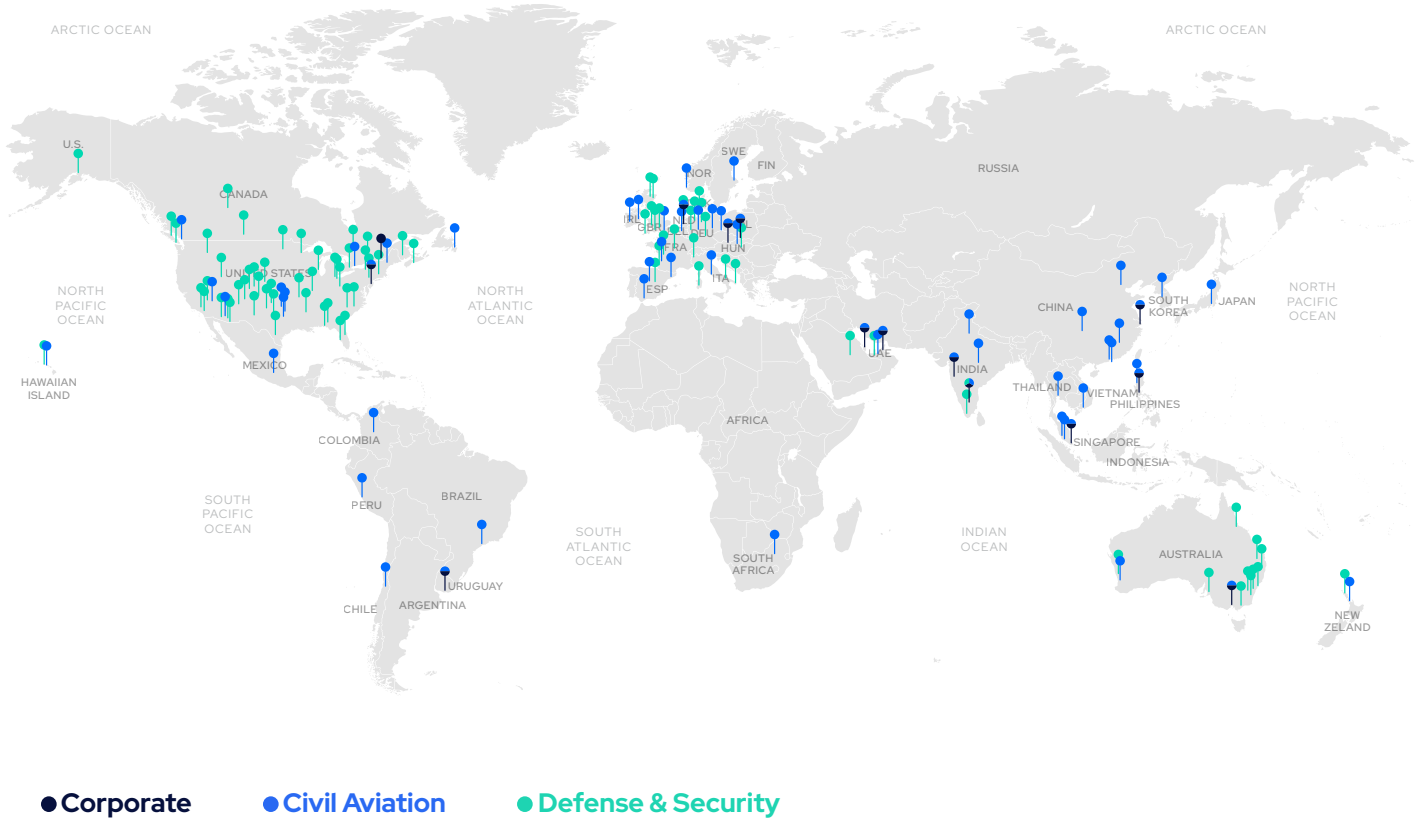 ARCTIC OCEAN
ARCTIC OCEAN
U.S.
SWE
FIN
NOR
RUSSIA
CANADA
GBR
DEU
FRA
HUN
UNITED STATES
ITA
ESP
NORTH
PACIFIC
OCEAN
NORTH
ATLANTIC
OCEAN
CHINA
SOUTH
KOREA
JAPAN
NORTH
PACIFIC
OCEAN
UAE
MEXICO
INDIA
HAWAIIAN
ISLAND
THAILAND
VIETNAM
PHILIPPINES
AFRICA
COLOMBIA
SINGAPORE
INDONESIA
BRAZIL
PERU
SOUTH
PACIFIC
OCEAN
SOUTH
ATLANTIC
OCEAN
INDIAN
OCEAN
SOUTH
AFRICA
AUSTRALIA
URUGUAY
CHILE
ARGENTINA
NEW
ZELAND
Corporate
Civil Aviation
Defense & Security